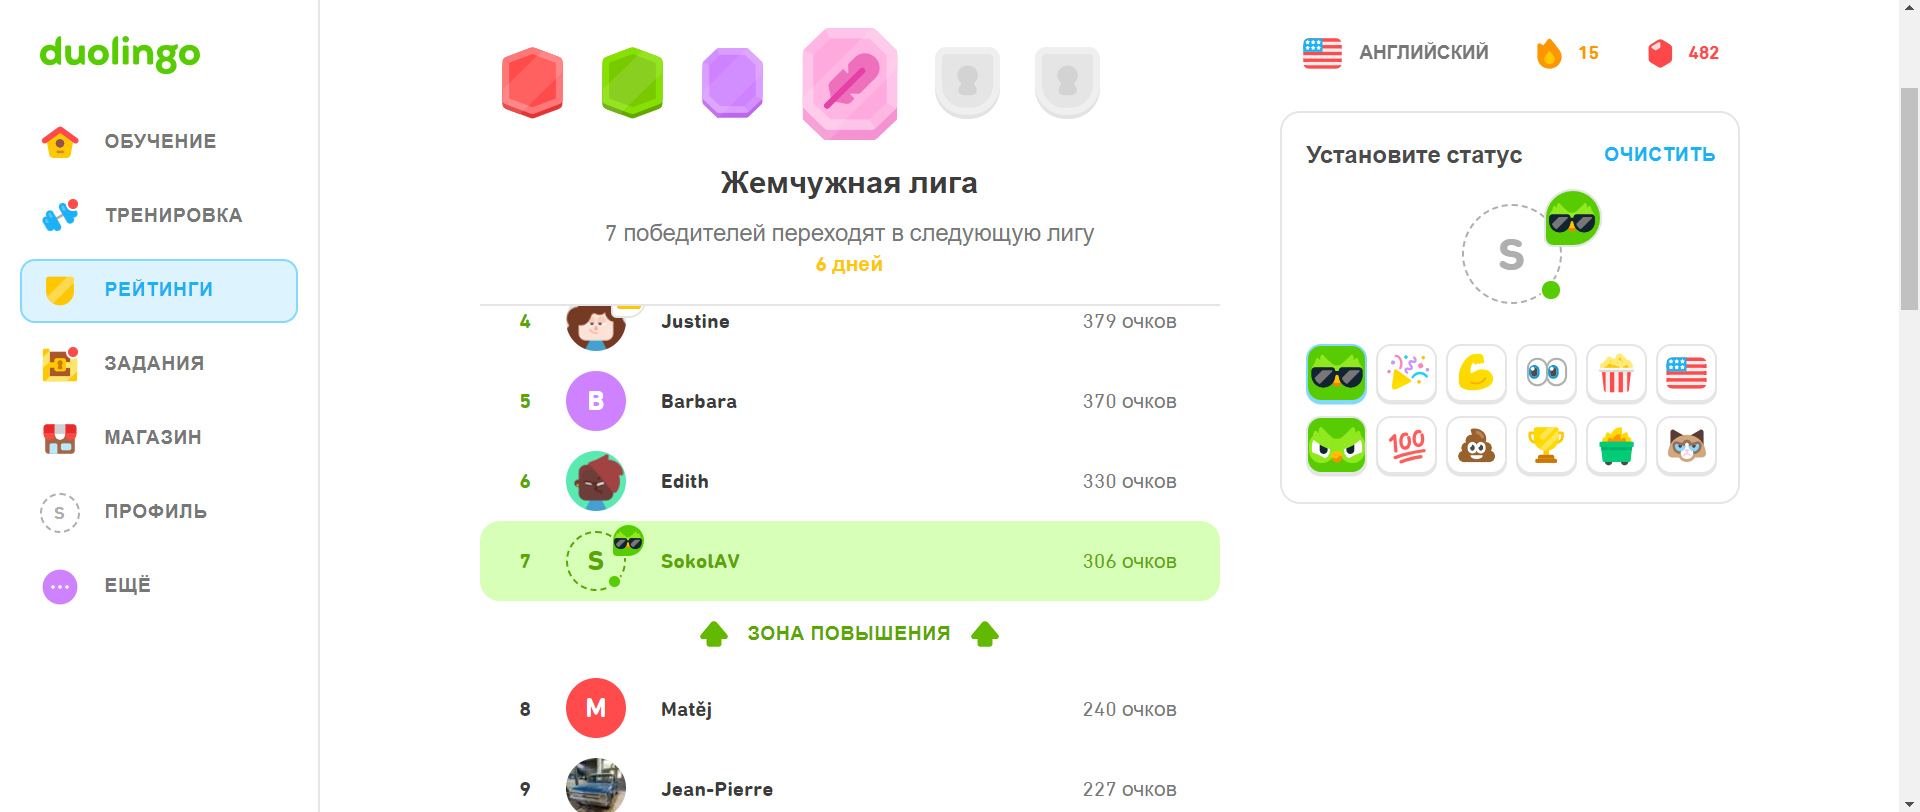 duolingo
ОБУЧЕНИЕ
ТРЕНИРОВКА
РЕЙТИНГИ
ЗАДАНИЯ
МАГАЗИН
S
ПРОФИЛЬ
ЕЩЁ
Жемчужная лига
7 победителей переходят в следующую лигу
6 дней
4 Justine 379 очков
5 B Barbara 370 очков
6 Edith 330 очков
7 S SokolAV 306 очков
ЗОНА ПОВЫШЕНИЯ
8 M Matěj 240 очков
9 Jean-Pierre 227 очков
АНГЛИЙСКИЙ 15 482
Установите статус ОЧИСТИТЬ
S
100